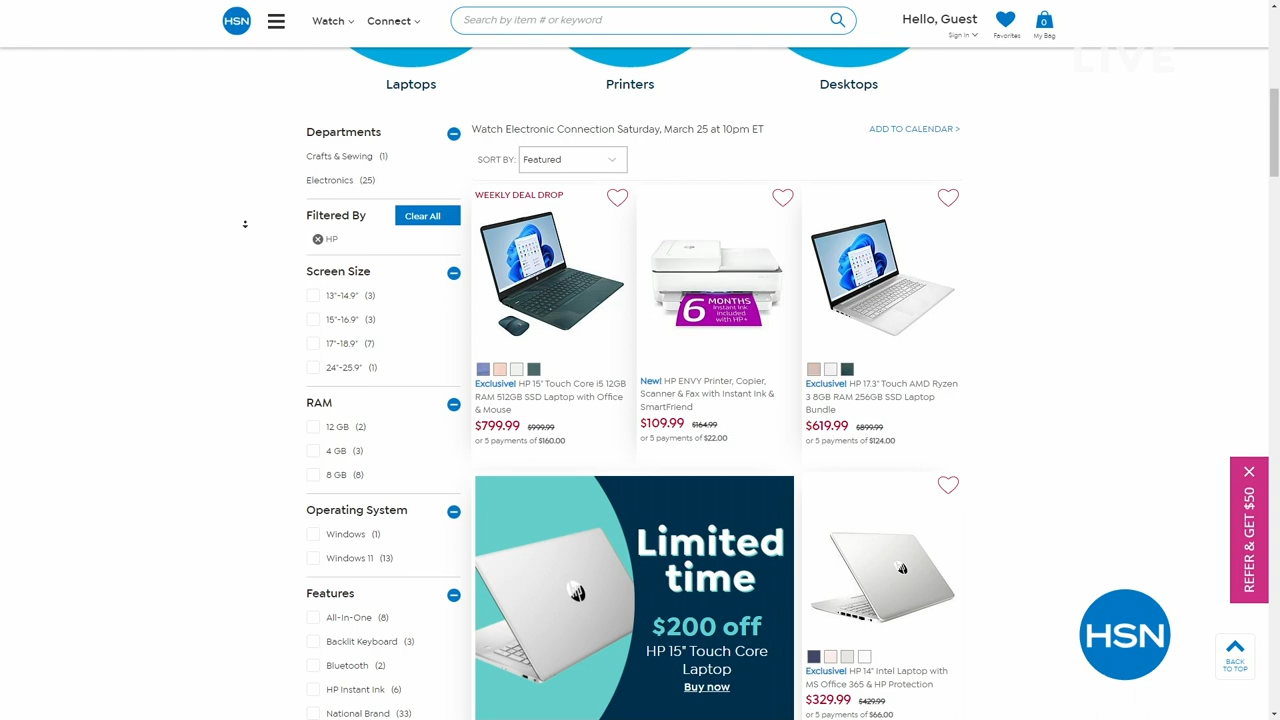 HSN
Watch
Connect
Search by item # or keyword
Hello, Guest
Sign In
Favorites
0
My Bag
LIVE
Laptops
Printers
Desktops
Departments
Crafts & Sewing (1)
Electronics (25)
Filtered By
Clear All
HP
Screen Size
13"-14.9" (3)
15"-16.9" (3)
17"-18.9" (7)
24"-25.9" (1)
RAM
12 GB (2)
4 GB (3)
8 GB (8)
Operating System
Windows (1)
Windows 11 (13)
Features
All-In-One (8)
Backlit Keyboard (3)
Bluetooth (2)
HP Instant Ink (6)
National Brand (33)
Watch Electronic Connection Saturday, March 25 at 10pm ET
ADD TO CALENDAR >
SORT BY:
Featured
WEEKLY DEAL DROP
Exclusive! HP 15" Touch Core i5 12GB
RAM 512GB SSD Laptop with Office
& Mouse
$799.99 $999.99
or 5 payments of $160.00
6 MONTHS
Instant Ink
included
with HP+
New! HP ENVY Printer, Copier,
Scanner & Fax with Instant Ink &
SmartFriend
$109.99 $164.99
or 5 payments of $22.00
Exclusive! HP 17.3" Touch AMD Ryzen
3 8GB RAM 256GB SSD Laptop
Bundle
$619.99 $899.99
or 5 payments of $124.00
Limited
time
$200 off
HP 15" Touch Core
Laptop
Buy now
Exclusive! HP 14" Intel Laptop with
MS Office 365 & HP Protection
$329.99 $429.99
or 5 payments of $66.00
REFER & GET $50
HSN
BACK
TO TOP